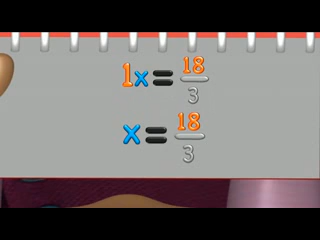 1x = 18/3
x = 18/3